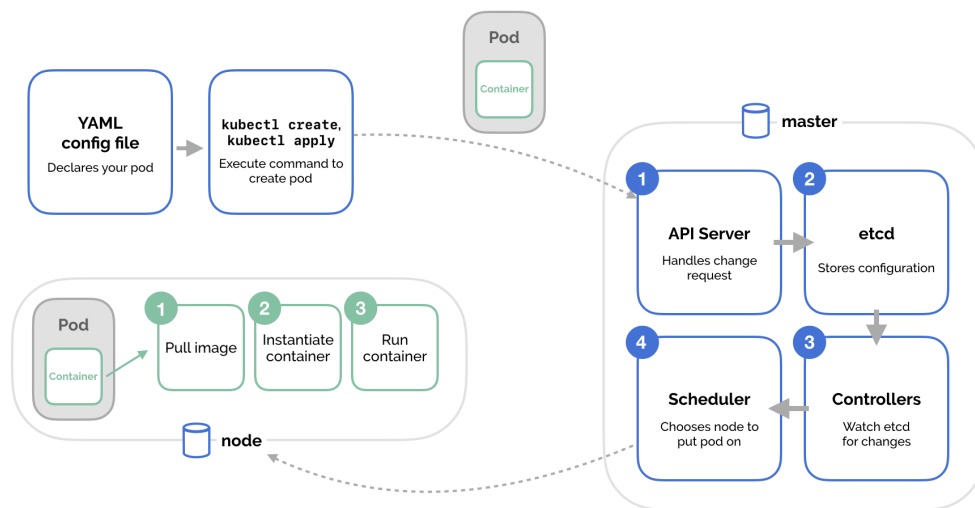 Pod
Container
YAML
config file
Declares your pod
kubectl create,
kubectl apply
Execute command to
create pod
master
1
API Server
Handles change
request
2
etcd
Stores configuration
3
Controllers
Watch etcd
for changes
4
Scheduler
Chooses node to
put pod on
Pod
Container
1
Pull image
2
Instantiate
container
3
Run
container
node